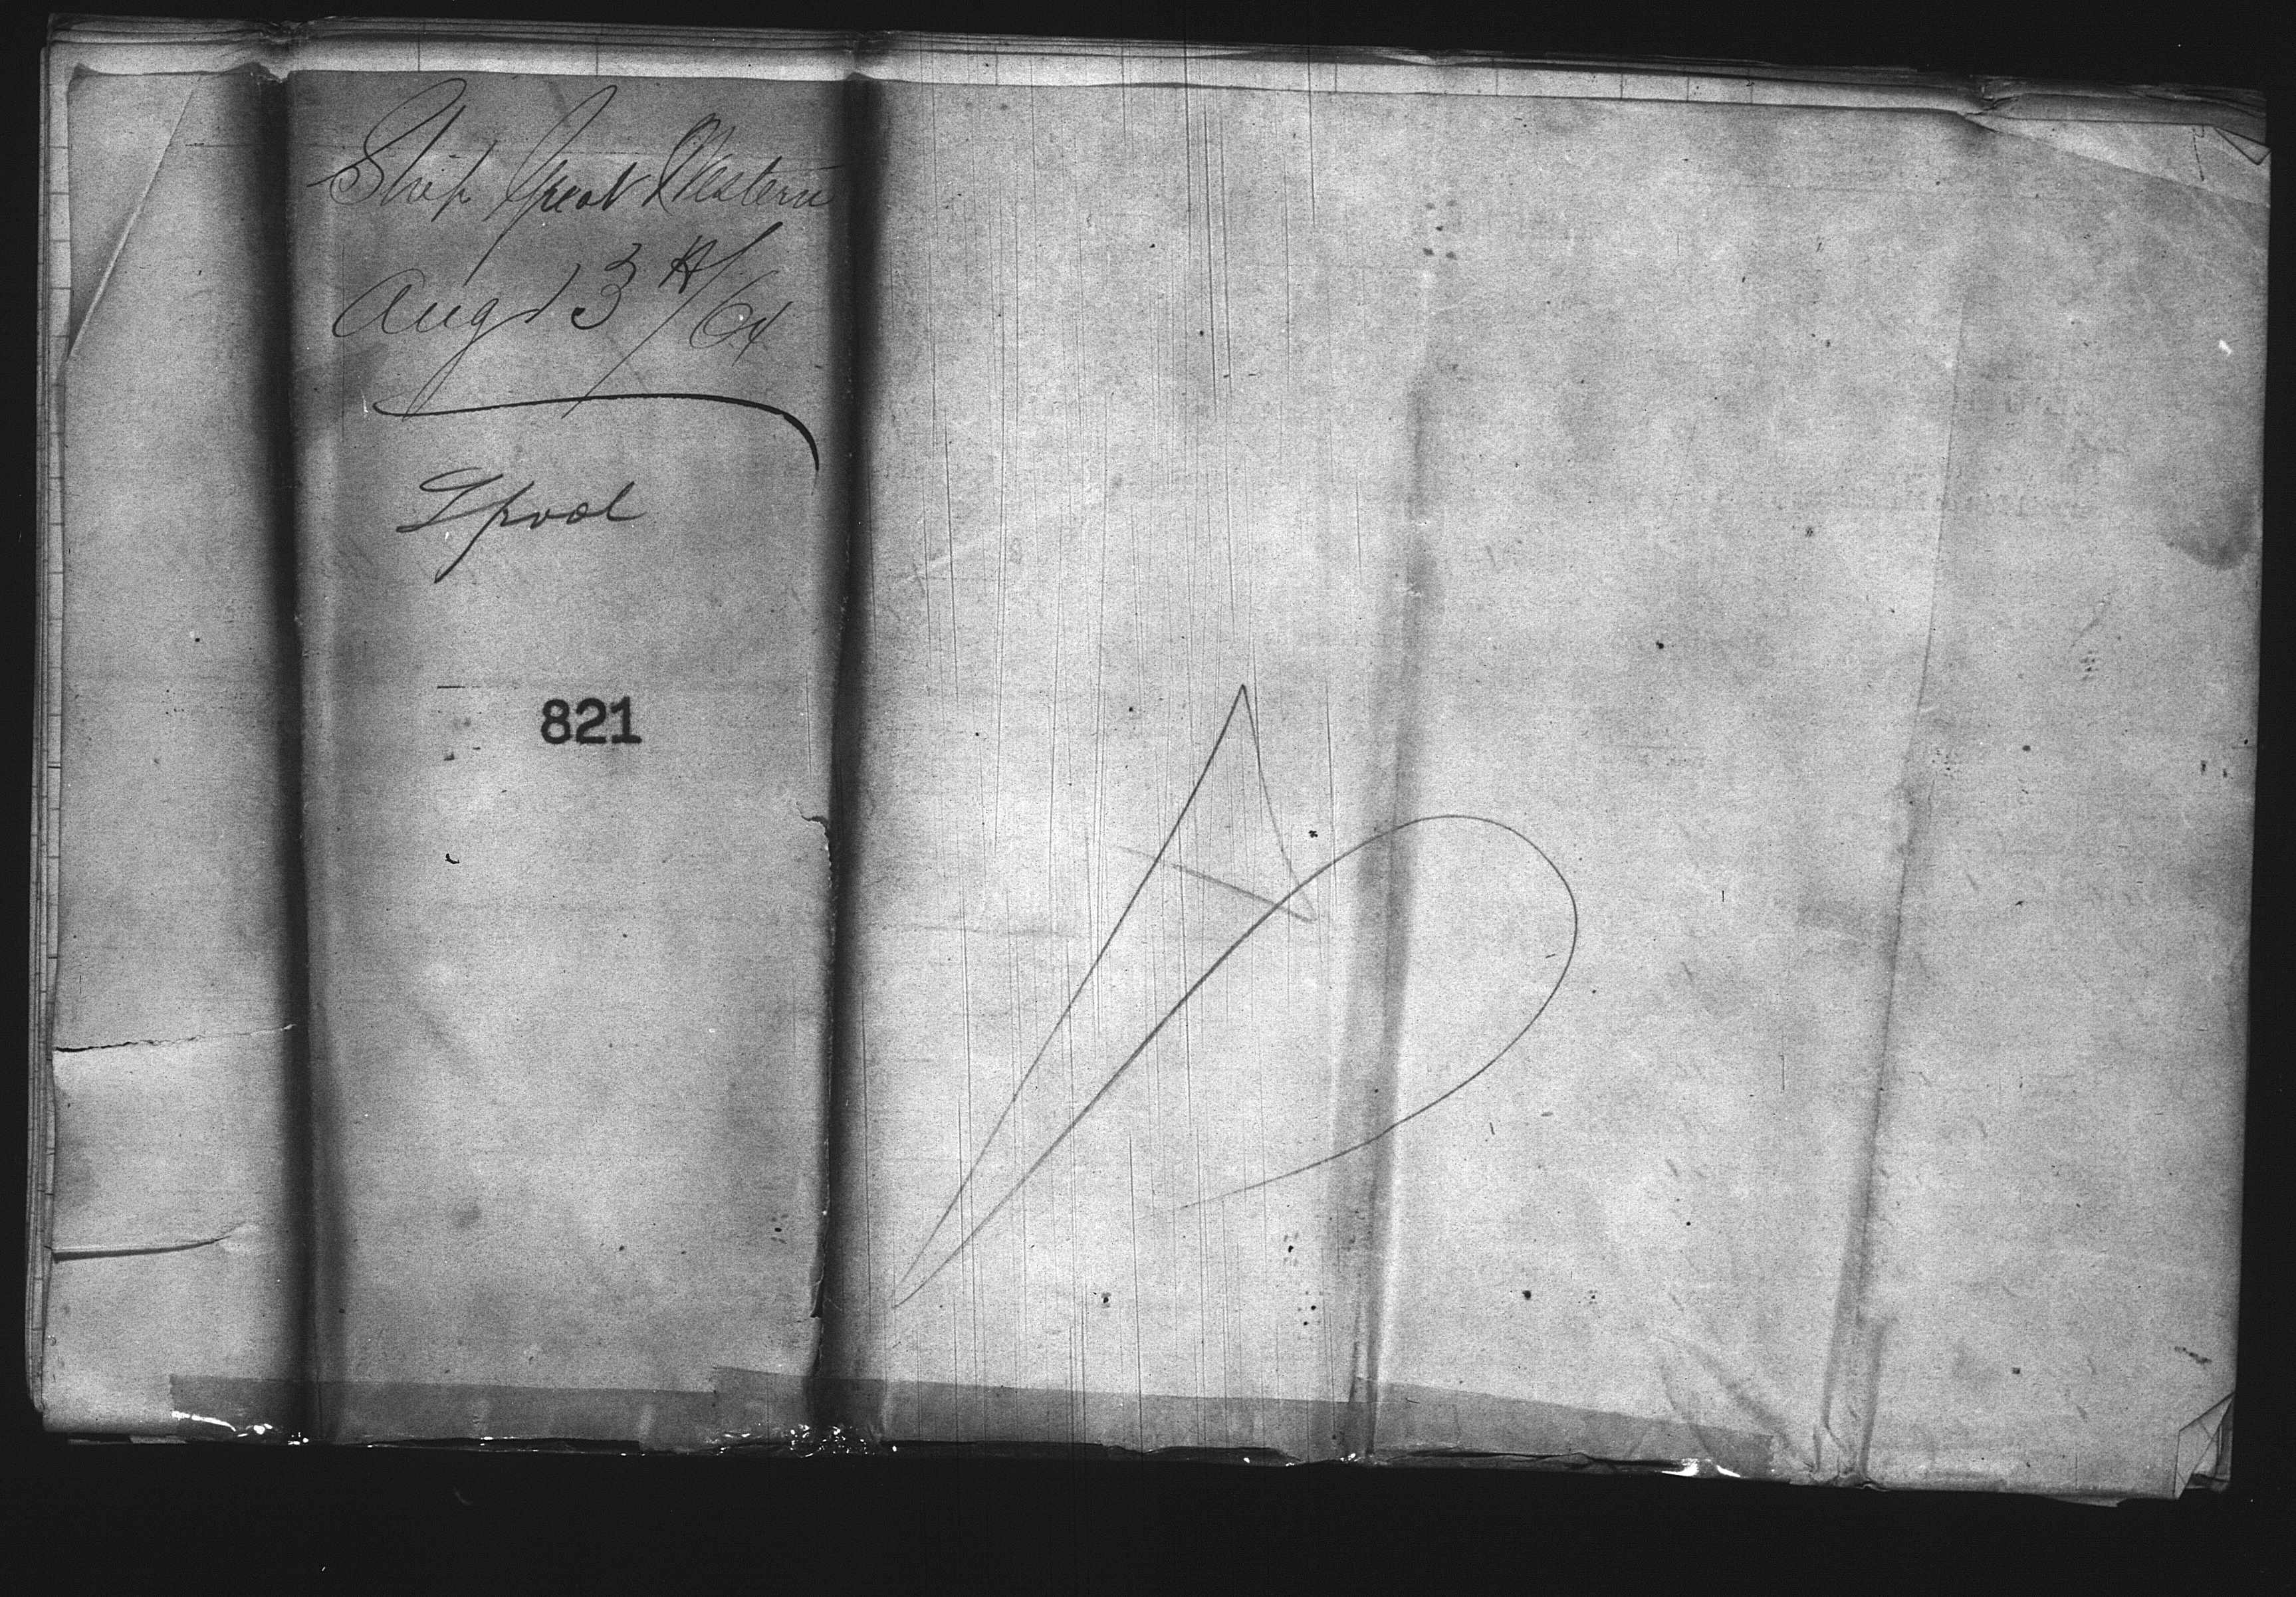 Ship Great Western
Aug 13th/64
Lpool
821